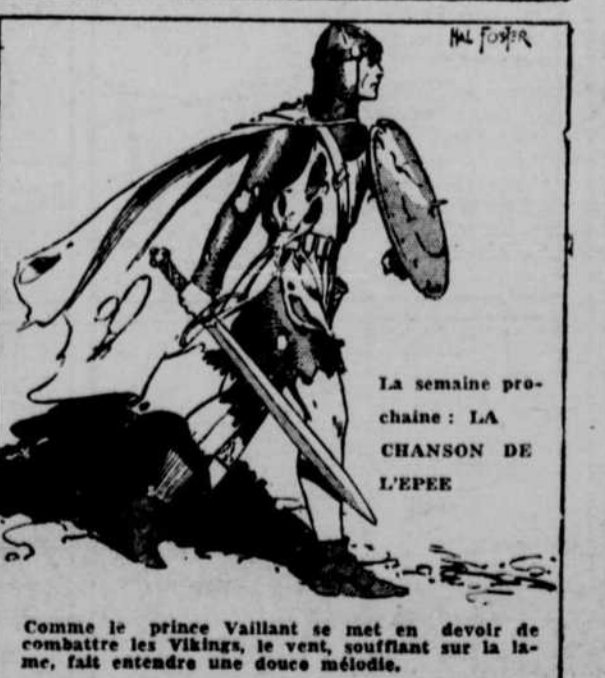 HAL FOSTER
La semaine pro-
chaine : LA
CHANSON DE
L'EPEE
Comme le prince Vaillant se met en devoir de
combattre les Vikings, le vent, soufflant sur la la-
me, fait entendre une douce mélodie.